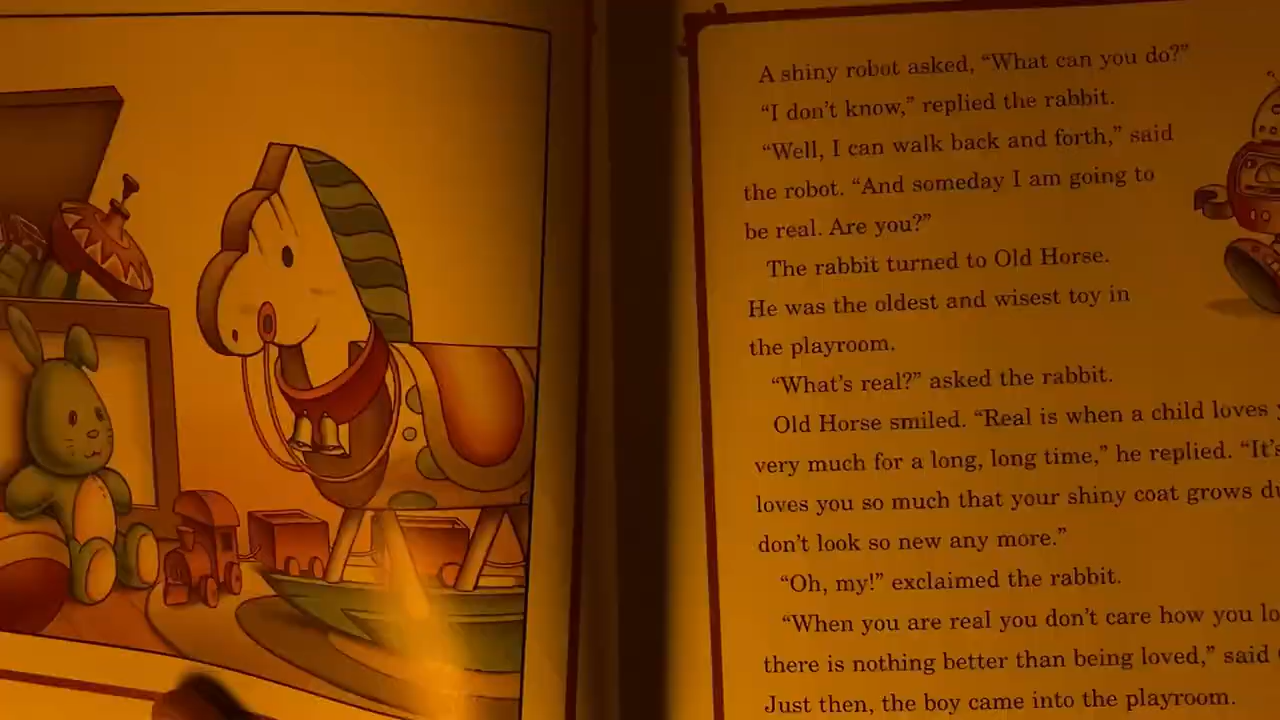 A shiny robot asked, “What can you do?”
“I don’t know,” replied the rabbit.
“Well, I can walk back and forth,” said
the robot. “And someday I am going to
be real. Are you?”
The rabbit turned to Old Horse.
He was the oldest and wisest toy in
the playroom.
“What’s real?” asked the rabbit.
Old Horse smiled. “Real is when a child loves
very much for a long, long time,” he replied. “It’s
loves you so much that your shiny coat grows
don’t look so new any more.”
“Oh, my!” exclaimed the rabbit.
“When you are real you don’t care how you
there is nothing better than being loved,” said
Just then, the boy came into the playroom.